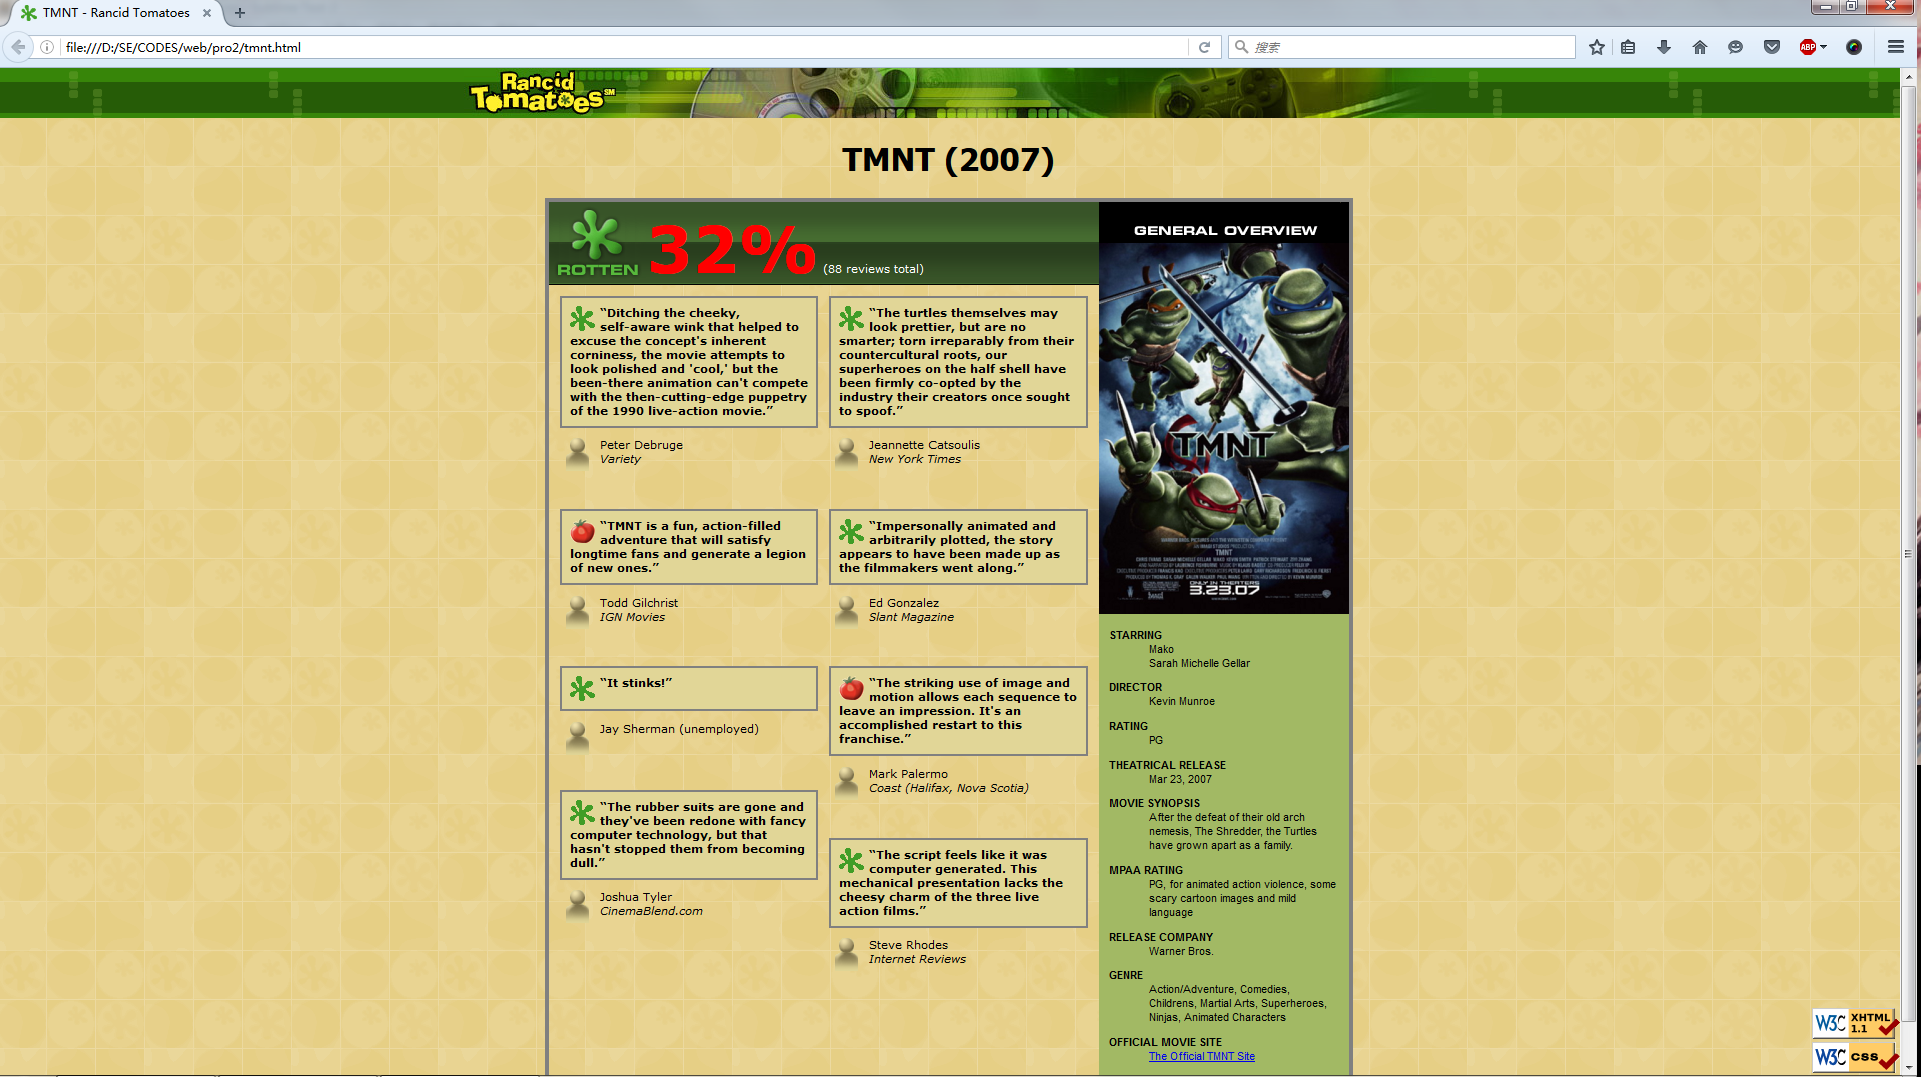 TMNT - Rancid Tomatoes
file:///D:/SE/CODES/web/pro2/tmnt.html
搜索
ABP
Rancid
Tomatoes SM
TMNT (2007)
ROTTEN
32% (88 reviews total)
“Ditching the cheeky,
self-aware wink that helped to
excuse the concept's inherent
corniness, the movie attempts to
look polished and 'cool,' but the
been-there animation can't compete
with the then-cutting-edge puppetry
of the 1990 live-action movie.”
Peter Debruge
Variety
“TMNT is a fun, action-filled
adventure that will satisfy
longtime fans and generate a legion
of new ones.”
Todd Gilchrist
IGN Movies
“It stinks!”
Jay Sherman (unemployed)
“The rubber suits are gone and
they've been redone with fancy
computer technology, but that
hasn't stopped them from becoming
dull.”
Joshua Tyler
CinemaBlend.com
“The turtles themselves may
look prettier, but are no
smarter; torn irreparably from their
countercultural roots, our
superheroes on the half shell have
been firmly co-opted by the
industry their creators once sought
to spoof.”
Jeannette Catsoulis
New York Times
“Impersonally animated and
arbitrarily plotted, the story
appears to have been made up as
the filmmakers went along.”
Ed Gonzalez
Slant Magazine
“The striking use of image and
motion allows each sequence to
leave an impression. It's an
accomplished restart to this
franchise.”
Mark Palermo
Coast (Halifax, Nova Scotia)
“The script feels like it was
computer generated. This
mechanical presentation lacks the
cheesy charm of the three live
action films.”
Steve Rhodes
Internet Reviews
GENERAL OVERVIEW
TMNT
TMNT
ONLY IN THEATERS
3.23.07
STARRING
Mako
Sarah Michelle Gellar
DIRECTOR
Kevin Munroe
RATING
PG
THEATRICAL RELEASE
Mar 23, 2007
MOVIE SYNOPSIS
After the defeat of their old arch
nemesis, The Shredder, the Turtles
have grown apart as a family.
MPAA RATING
PG, for animated action violence, some
scary cartoon images and mild
language
RELEASE COMPANY
Warner Bros.
GENRE
Action/Adventure, Comedies,
Childrens, Martial Arts, Superheroes,
Ninjas, Animated Characters
OFFICIAL MOVIE SITE
The Official TMNT Site
W3C XHTML 1.1
W3C css